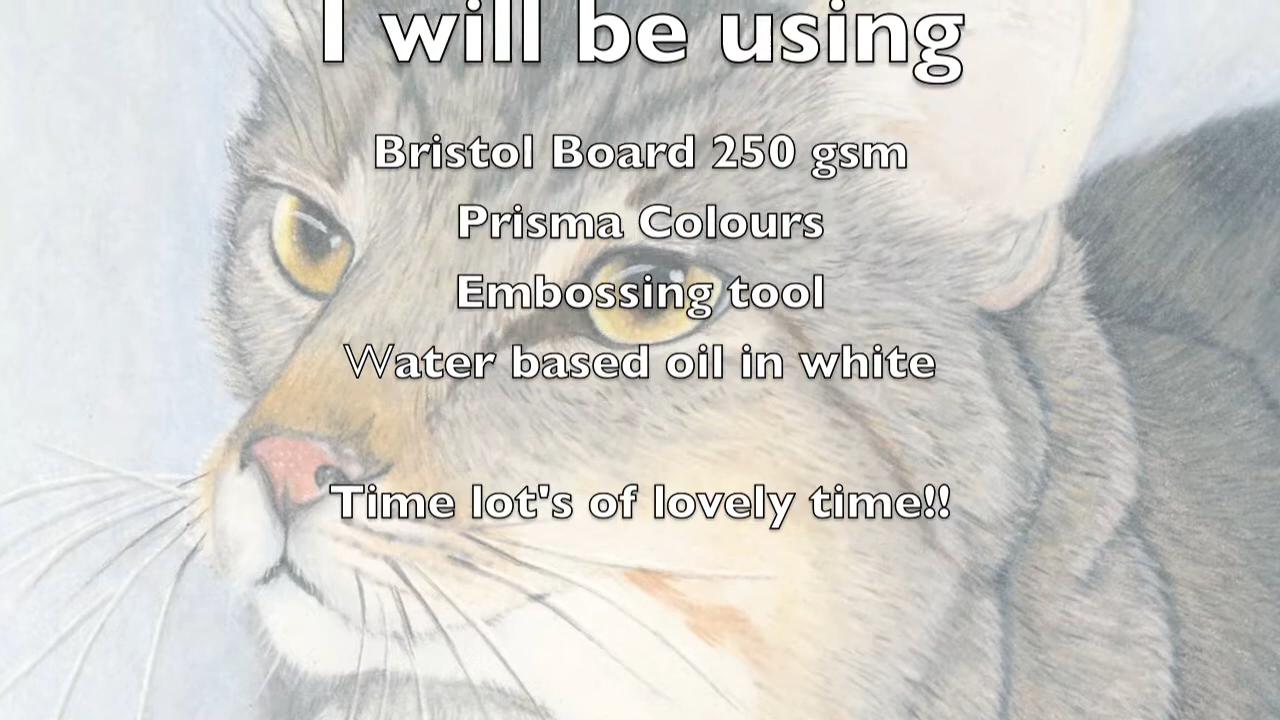 I will be using
Bristol Board 250 gsm
Prisma Colours
Embossing tool
Water based oil in white
Time lot's of lovely time!!